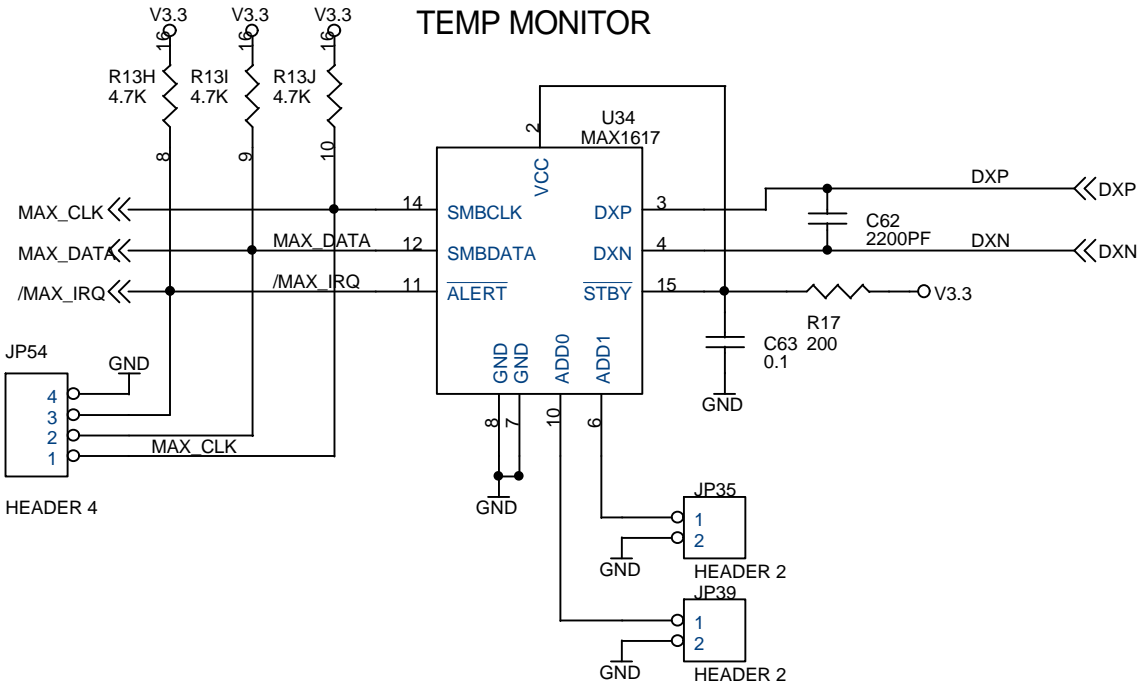 TEMP MONITOR
V3.3
V3.3
16
16
16
R13H
4.7K
R13I
4.7K
R13J
4.7K
8
9
10
U34
MAX1617
2
VCC
MAX_CLK
14
SMBCLK
DXP
3
DXP
DXP
C62
2200PF
MAX_DATA
MAX_DATA
12
SMBDATA
DXN
4
DXN
DXN
/MAX_IRQ
/MAX_IRQ
11
ALERT
STBY
15
V3.3
R17
200
C63
0.1
GND
GND
GND
ADD0
ADD1
8
7
10
6
GND
JP54
GND
4
3
2
1
MAX_CLK
HEADER 4
JP35
1
2
GND
HEADER 2
JP39
1
2
GND
HEADER 2
V3.3